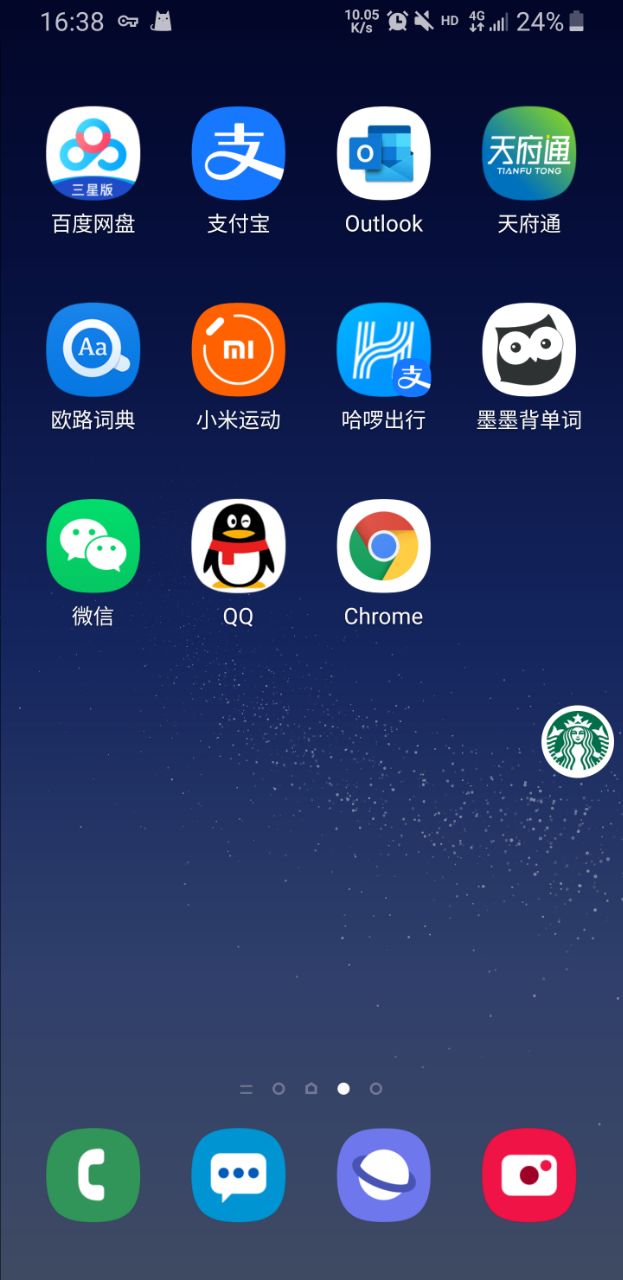 16:38
10.05
K/s
HD
4G
24%
三星版
支
O
天府通
TIANFU TONG
百度网盘
支付宝
Outlook
天府通
Aa
mi
支
欧路词典
小米运动
哈啰出行
墨墨背单词
微信
QQ
Chrome